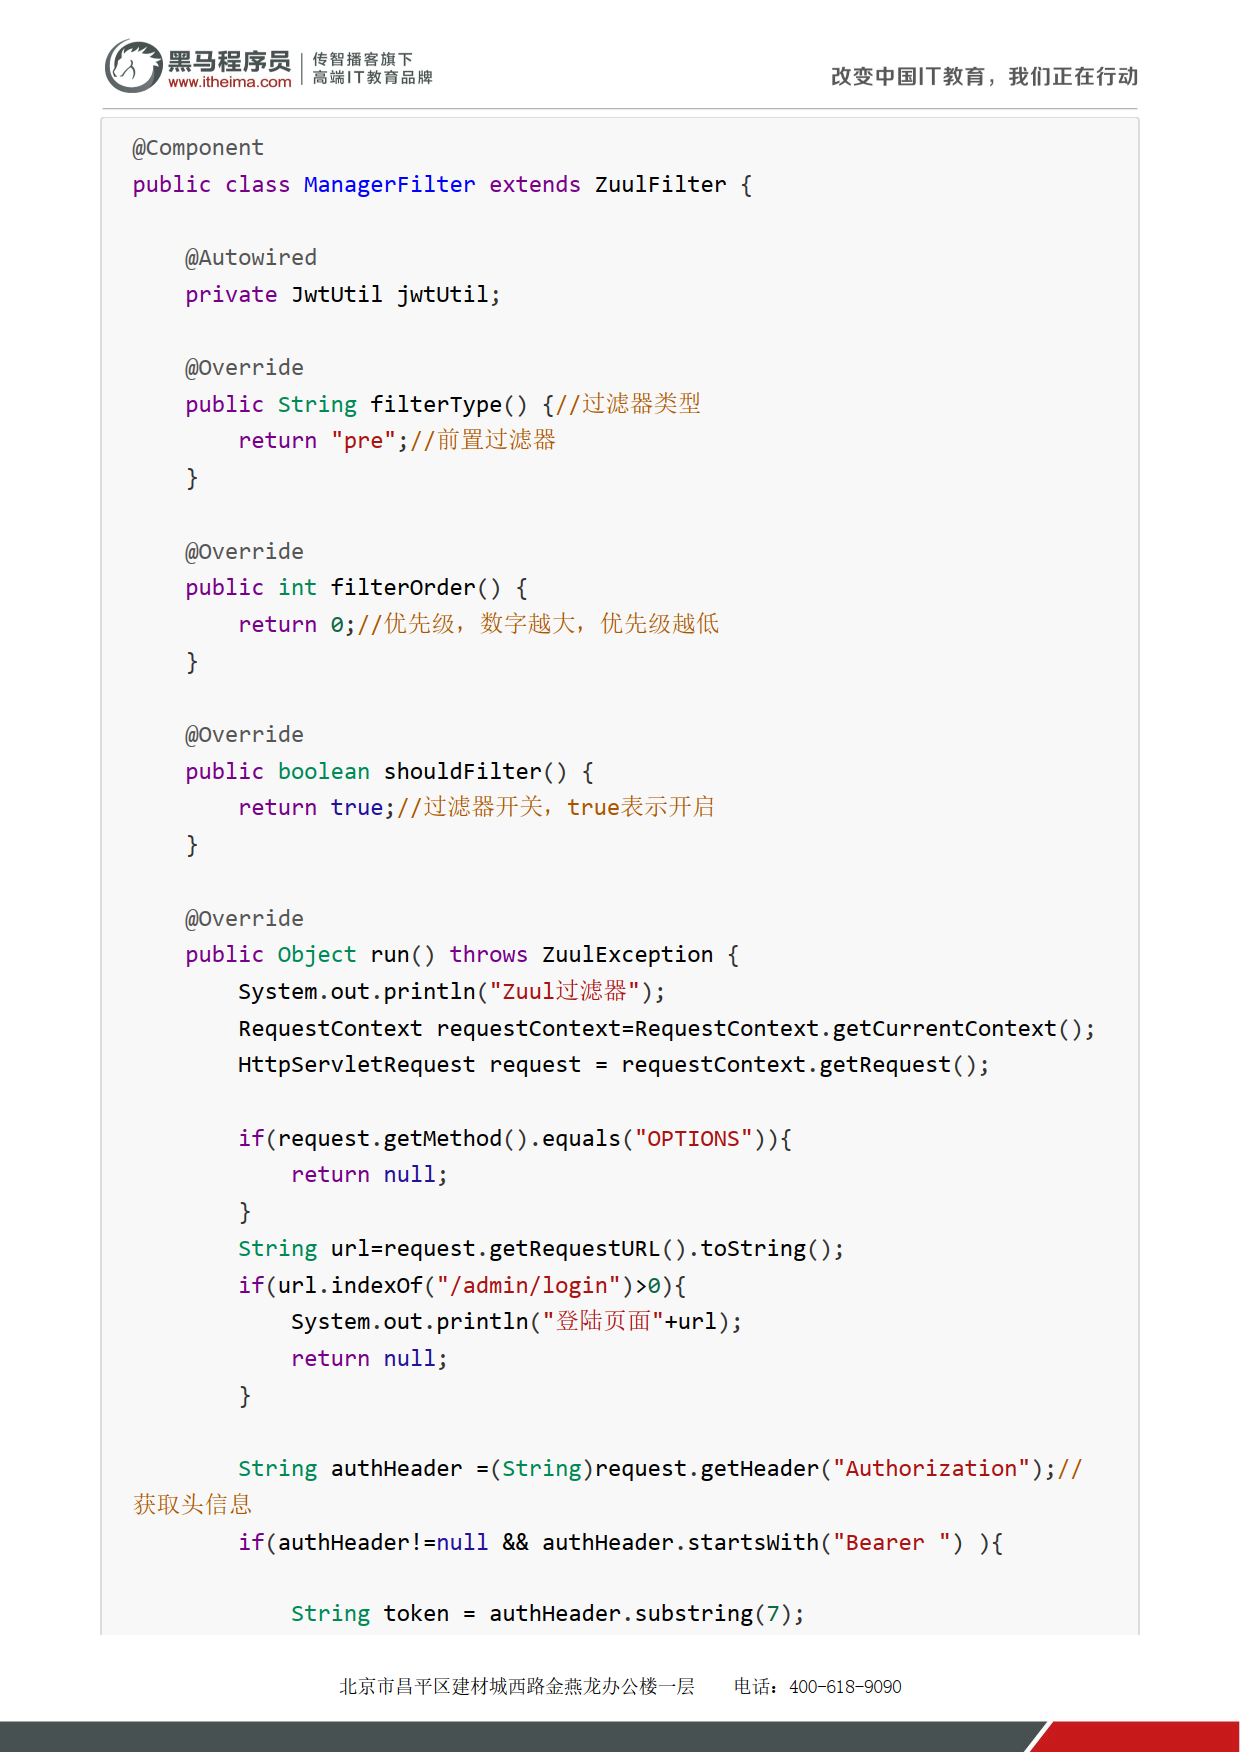 黑马程序员
www.itheima.com
传智播客旗下
高端IT教育品牌
改变中国IT教育，我们正在行动
@Component
public class ManagerFilter extends ZuulFilter {
    @Autowired
    private JwtUtil jwtUtil;
    @Override
    public String filterType() {//过滤器类型
        return "pre";//前置过滤器
    }
    @Override
    public int filterOrder() {
        return 0;//优先级，数字越大，优先级越低
    }
    @Override
    public boolean shouldFilter() {
        return true;//过滤器开关，true表示开启
    }
    @Override
    public Object run() throws ZuulException {
        System.out.println("Zuul过滤器");
        RequestContext requestContext=RequestContext.getCurrentContext();
        HttpServletRequest request = requestContext.getRequest();
        if(request.getMethod().equals("OPTIONS")){
            return null;
        }
        String url=request.getRequestURL().toString();
        if(url.indexOf("/admin/login")>0){
            System.out.println("登陆页面"+url);
            return null;
        }
        String authHeader =(String)request.getHeader("Authorization");//
获取头信息
        if(authHeader!=null && authHeader.startsWith("Bearer ") ){
            String token = authHeader.substring(7);
北京市昌平区建材城西路金燕龙办公楼一层    电话：400-618-9090